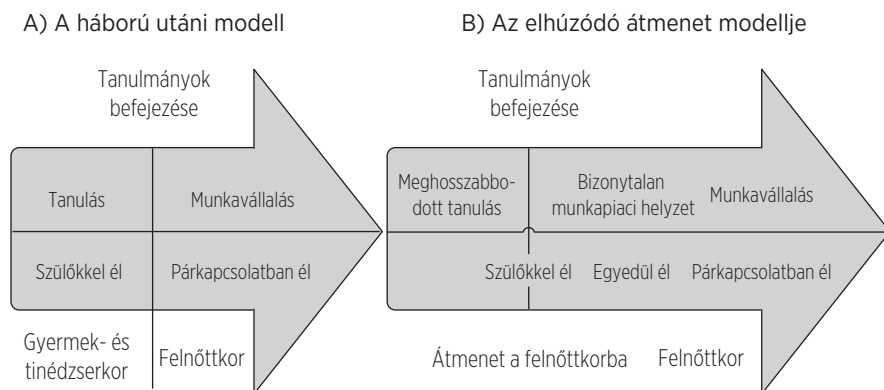 A) A háború utáni modell
Tanulmányok
befejezése
Tanulás
Munkavállalás
Szülőkkel él
Párkapcsolatban él
Gyermek- és
tinédzserkor
Felnőttkor
B) Az elhúzódó átmenet modellje
Tanulmányok
befejezése
Meghosszabbo-
dott tanulás
Bizonytalan
munkapiaci helyzet
Munkavállalás
Szülőkkel él
Egyedül él
Párkapcsolatban él
Átmenet a felnőttkorba
Felnőttkor